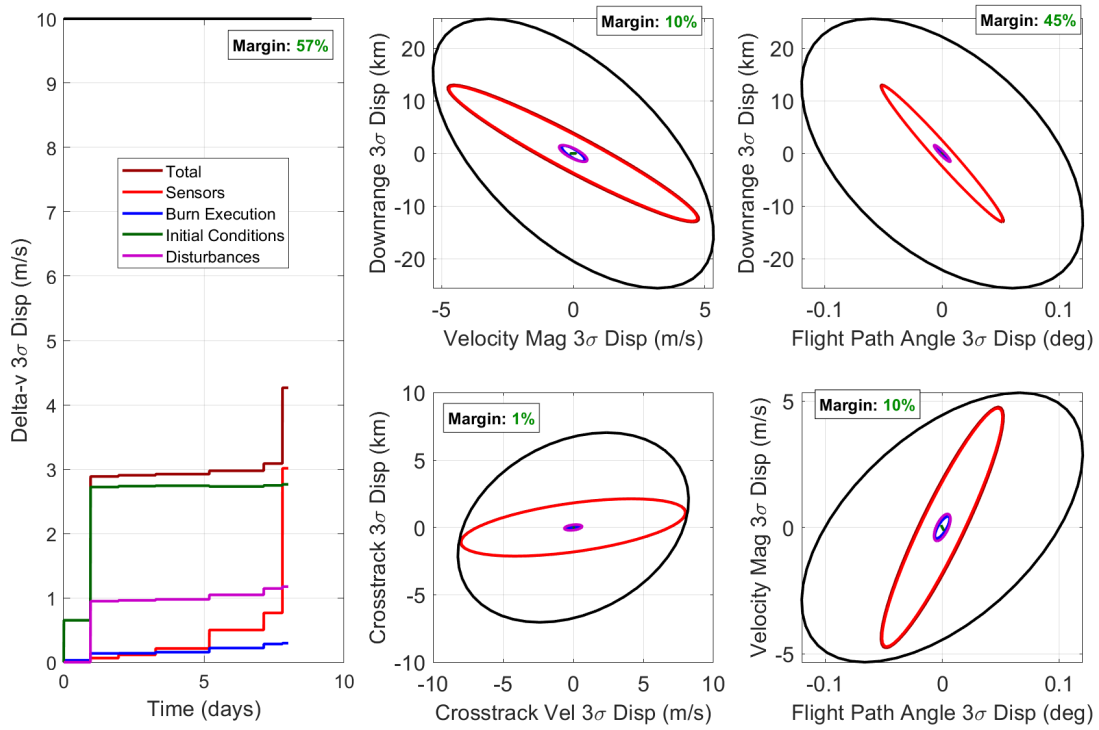 Delta-v 3σ Disp (m/s)
10
9
8
7
6
5
4
3
2
1
0
Margin: 57%
Total
Sensors
Burn Execution
Initial Conditions
Disturbances
0
5
10
Time (days)
Downrange 3σ Disp (km)
20
10
0
-10
-20
Margin: 10%
-5
0
5
Velocity Mag 3σ Disp (m/s)
Downrange 3σ Disp (km)
20
10
0
-10
-20
Margin: 45%
-0.1
0
0.1
Flight Path Angle 3σ Disp (deg)
Crosstrack 3σ Disp (km)
10
5
0
-5
-10
Margin: 1%
-10
-5
0
5
10
Crosstrack Vel 3σ Disp (m/s)
Velocity Mag 3σ Disp (m/s)
5
0
-5
Margin: 10%
-0.1
0
0.1
Flight Path Angle 3σ Disp (deg)